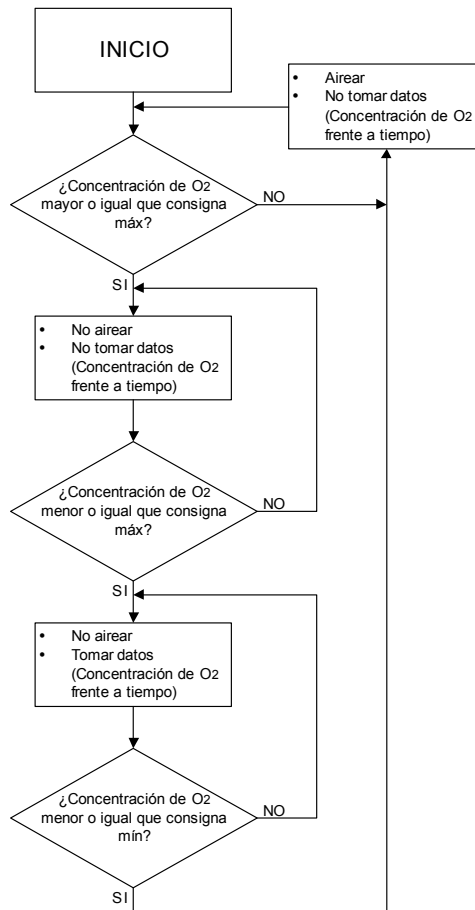 INICIO
• Airear
• No tomar datos
(Concentración de O2
frente a tiempo)
¿Concentración de O2
mayor o igual que consigna
máx?
NO
SI
• No airear
• No tomar datos
(Concentración de O2
frente a tiempo)
¿Concentración de O2
menor o igual que consigna
máx?
NO
SI
• No airear
• Tomar datos
(Concentración de O2
frente a tiempo)
¿Concentración de O2
menor o igual que consigna
mín?
NO
SI